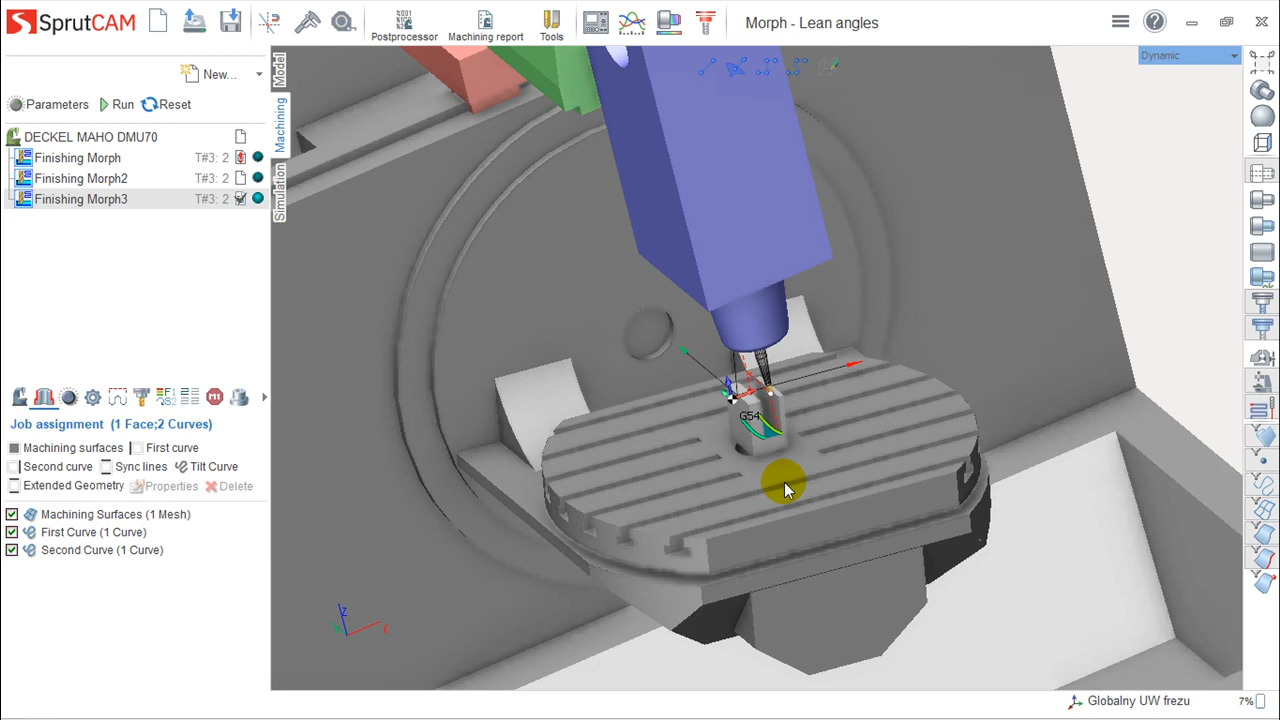 SprutCAM
Postprocessor
Machining report
Tools
Morph - Lean angles
New...
Dynamic
Parameters
Run
Reset
Model
Machining
Simulation
DECKEL MAHO DMU70
Finishing Morph T#3: 2
Finishing Morph2 T#3: 2
Finishing Morph3 T#3: 2
Job assignment (1 Face;2 Curves)
Machining surfaces
First curve
Second curve
Sync lines
Tilt Curve
Extended Geometry
Properties
Delete
Machining Surfaces (1 Mesh)
First Curve (1 Curve)
Second Curve (1 Curve)
G54
Z
X
Globalny UW frezu
7%